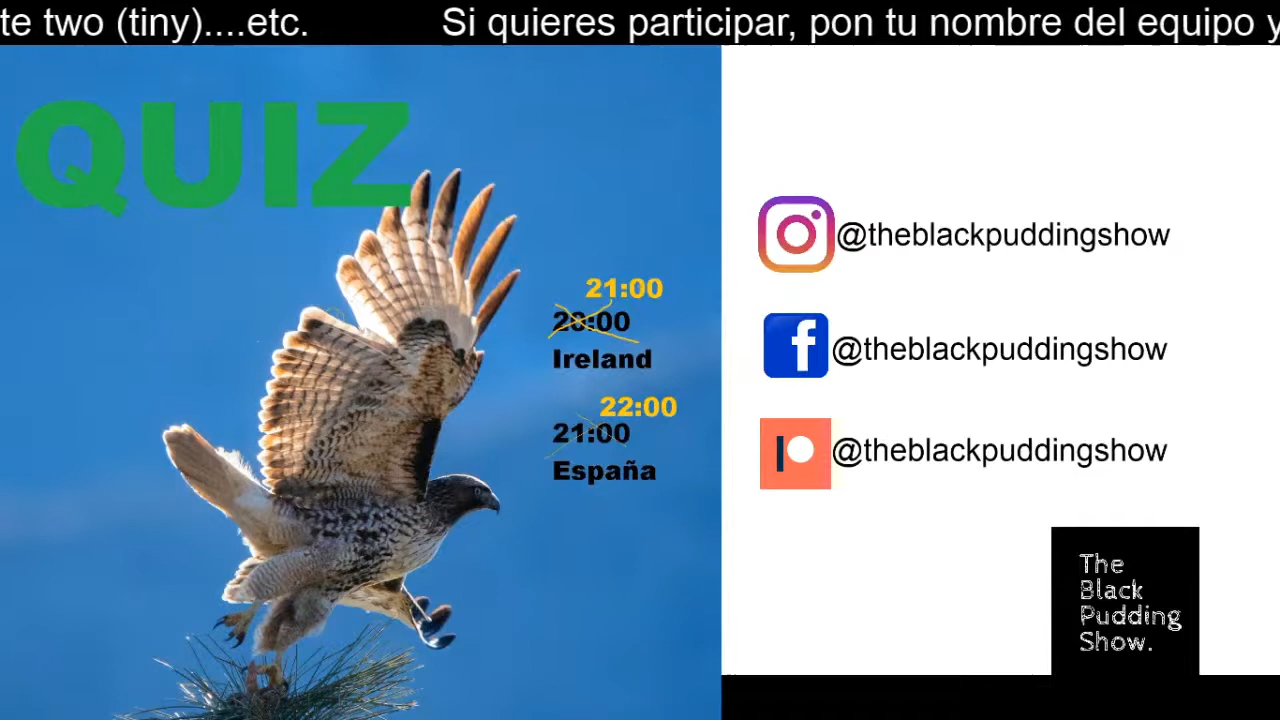 te two (tiny)....etc. Si quieres participar, pon tu nombre del equipo y
QUIZ
21:00
20:00
Ireland
22:00
21:00
España
@theblackpuddingshow
@theblackpuddingshow
@theblackpuddingshow
The
Black
Pudding
Show.